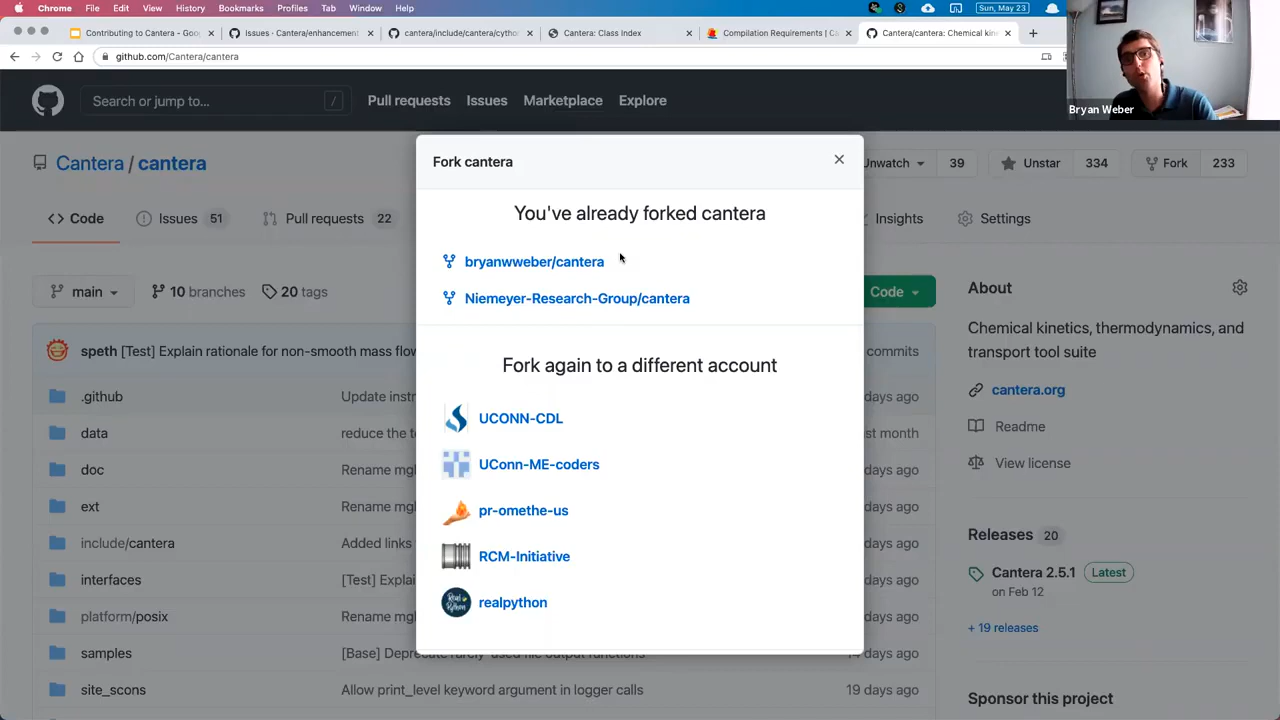 Chrome File Edit View History Bookmarks Profiles Tab Window Help Sun, May 23
Contributing to Cantera - Goo Issues · Cantera/enhancement cantera/include/cantera/cytho Cantera: Class Index Compilation Requirements | Ca Cantera/cantera: Chemical kin
github.com/Cantera/cantera
Bryan Weber
Search or jump to... /
Pull requests Issues Marketplace Explore
Cantera / cantera
Unwatch 39 Unstar 334 Fork 233
Code Issues 51 Pull requests 22 Insights Settings
Fork cantera
You've already forked cantera
bryanwweber/cantera
Niemeyer-Research-Group/cantera
Fork again to a different account
UCONN-CDL
UConn-ME-coders
pr-omethe-us
RCM-Initiative
realpython
main 10 branches 20 tags Code
speth [Test] Explain rationale for non-smooth mass flow commits
.github Update instr days ago
data reduce the to st month
doc Rename mgl days ago
ext Rename mgl days ago
include/cantera Added links days ago
interfaces [Test] Explai days ago
platform/posix Rename mgl days ago
samples [Base] Deprecate rarely-used file output functions 14 days ago
site_scons Allow print_level keyword argument in logger calls 19 days ago
About
Chemical kinetics, thermodynamics, and
transport tool suite
cantera.org
Readme
View license
Releases 20
Cantera 2.5.1 Latest
on Feb 12
+ 19 releases
Sponsor this project